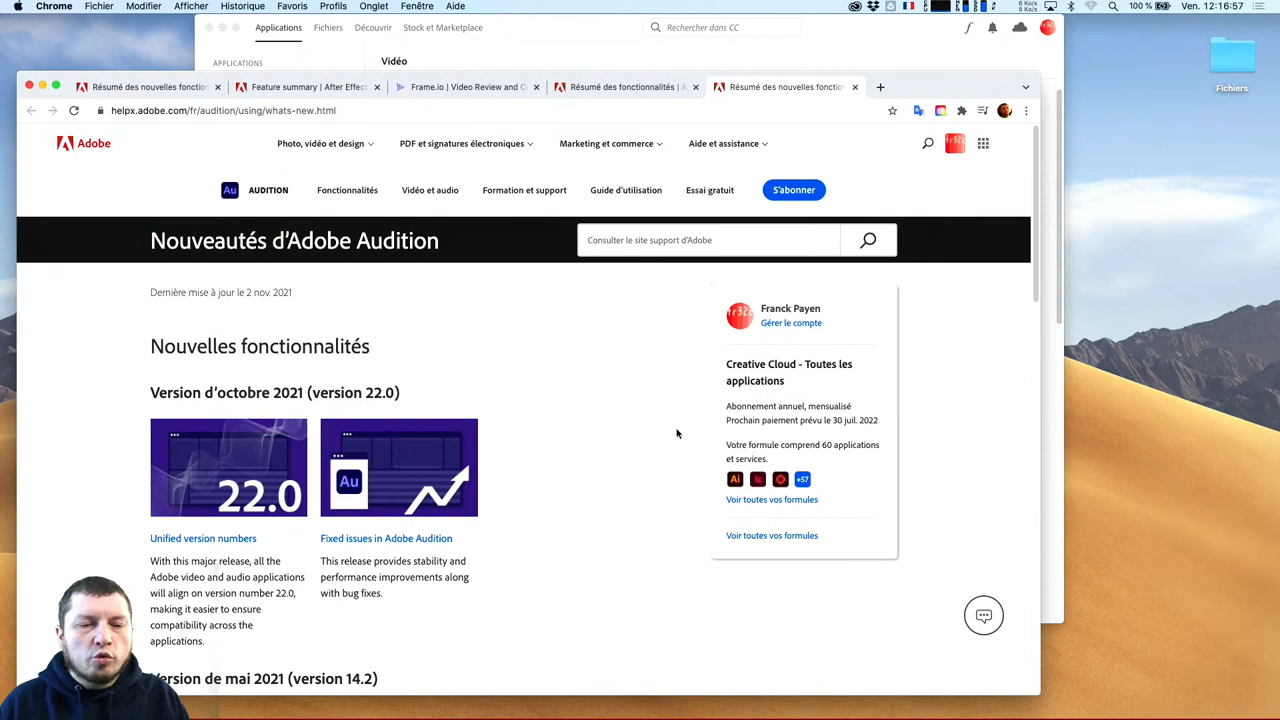 Chrome Fichier Modifier Afficher Historique Favoris Profils Onglet Fenêtre Aide
6 Ko/s
5 Ko/s
100 % Ven. 12:16:57
Applications Fichiers Découvrir Stock et Marketplace
Rechercher dans CC
APPLICATIONS
Vidéo
Fichiers
Résumé des nouvelles fonctio
Feature summary | After Effect
Frame.io | Video Review and C
Résumé des fonctionnalités | A
Résumé des nouvelles fonctio
helpx.adobe.com/fr/audition/using/whats-new.html
Adobe
Photo, vidéo et design
PDF et signatures électroniques
Marketing et commerce
Aide et assistance
Au AUDITION Fonctionnalités Vidéo et audio Formation et support Guide d'utilisation Essai gratuit S'abonner
Nouveautés d'Adobe Audition
Consulter le site support d'Adobe
Dernière mise à jour le 2 nov. 2021
Nouvelles fonctionnalités
Version d'octobre 2021 (version 22.0)
22.0
Au
Unified version numbers
With this major release, all the
Adobe video and audio applications
will align on version number 22.0,
making it easier to ensure
compatibility across the
applications.
Fixed issues in Adobe Audition
This release provides stability and
performance improvements along
with bug fixes.
Version de mai 2021 (version 14.2)
Franck Payen
Gérer le compte
Creative Cloud - Toutes les
applications
Abonnement annuel, mensualisé
Prochain paiement prévu le 30 juil. 2022
Votre formule comprend 60 applications
et services.
Ai Ic +57
Voir toutes vos formules
Voir toutes vos formules